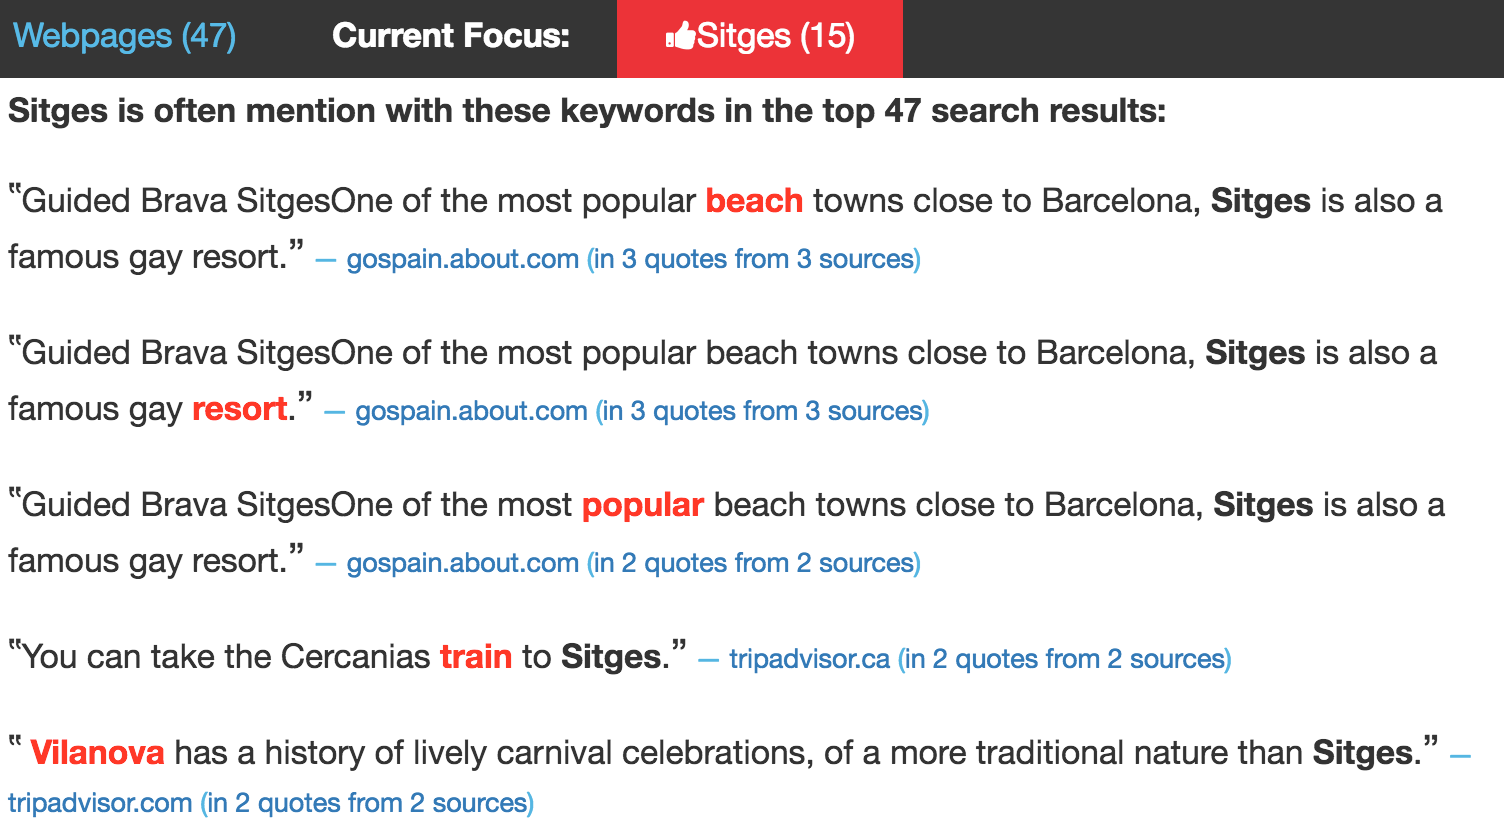 Webpages (47) Current Focus: Sitges (15)
Sitges is often mention with these keywords in the top 47 search results:
"Guided Brava SitgesOne of the most popular beach towns close to Barcelona, Sitges is also a
famous gay resort.” — gospain.about.com (in 3 quotes from 3 sources)
"Guided Brava SitgesOne of the most popular beach towns close to Barcelona, Sitges is also a
famous gay resort.” — gospain.about.com (in 3 quotes from 3 sources)
"Guided Brava SitgesOne of the most popular beach towns close to Barcelona, Sitges is also a
famous gay resort.” — gospain.about.com (in 2 quotes from 2 sources)
"You can take the Cercanias train to Sitges.” — tripadvisor.ca (in 2 quotes from 2 sources)
" Vilanova has a history of lively carnival celebrations, of a more traditional nature than Sitges.” —
tripadvisor.com (in 2 quotes from 2 sources)